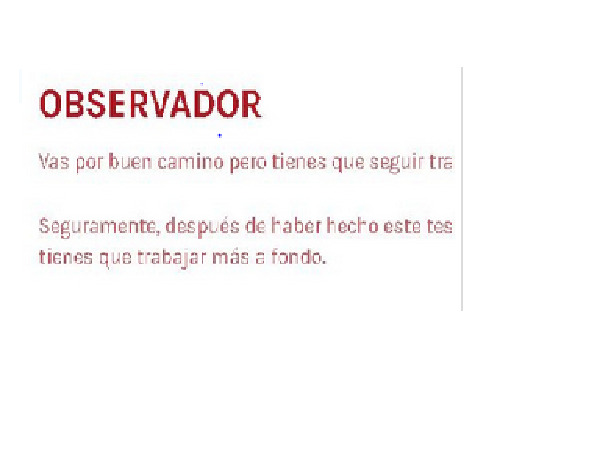 OBSERVADOR
Vas por buen camino pero tienes que seguir tra
Seguramente, después de haber hecho este tes
tienes que trabajar más a fondo.